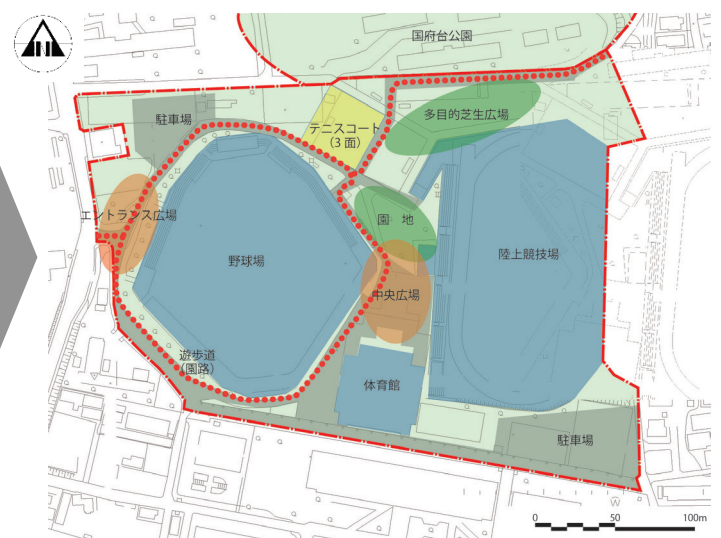 N
国府台公園
駐車場
テニスコート
(3 面)
多目的芝生広場
エントランス広場
園 地
野球場
陸上競技場
中央広場
遊歩道
(園路)
体育館
駐車場
0 50 100m